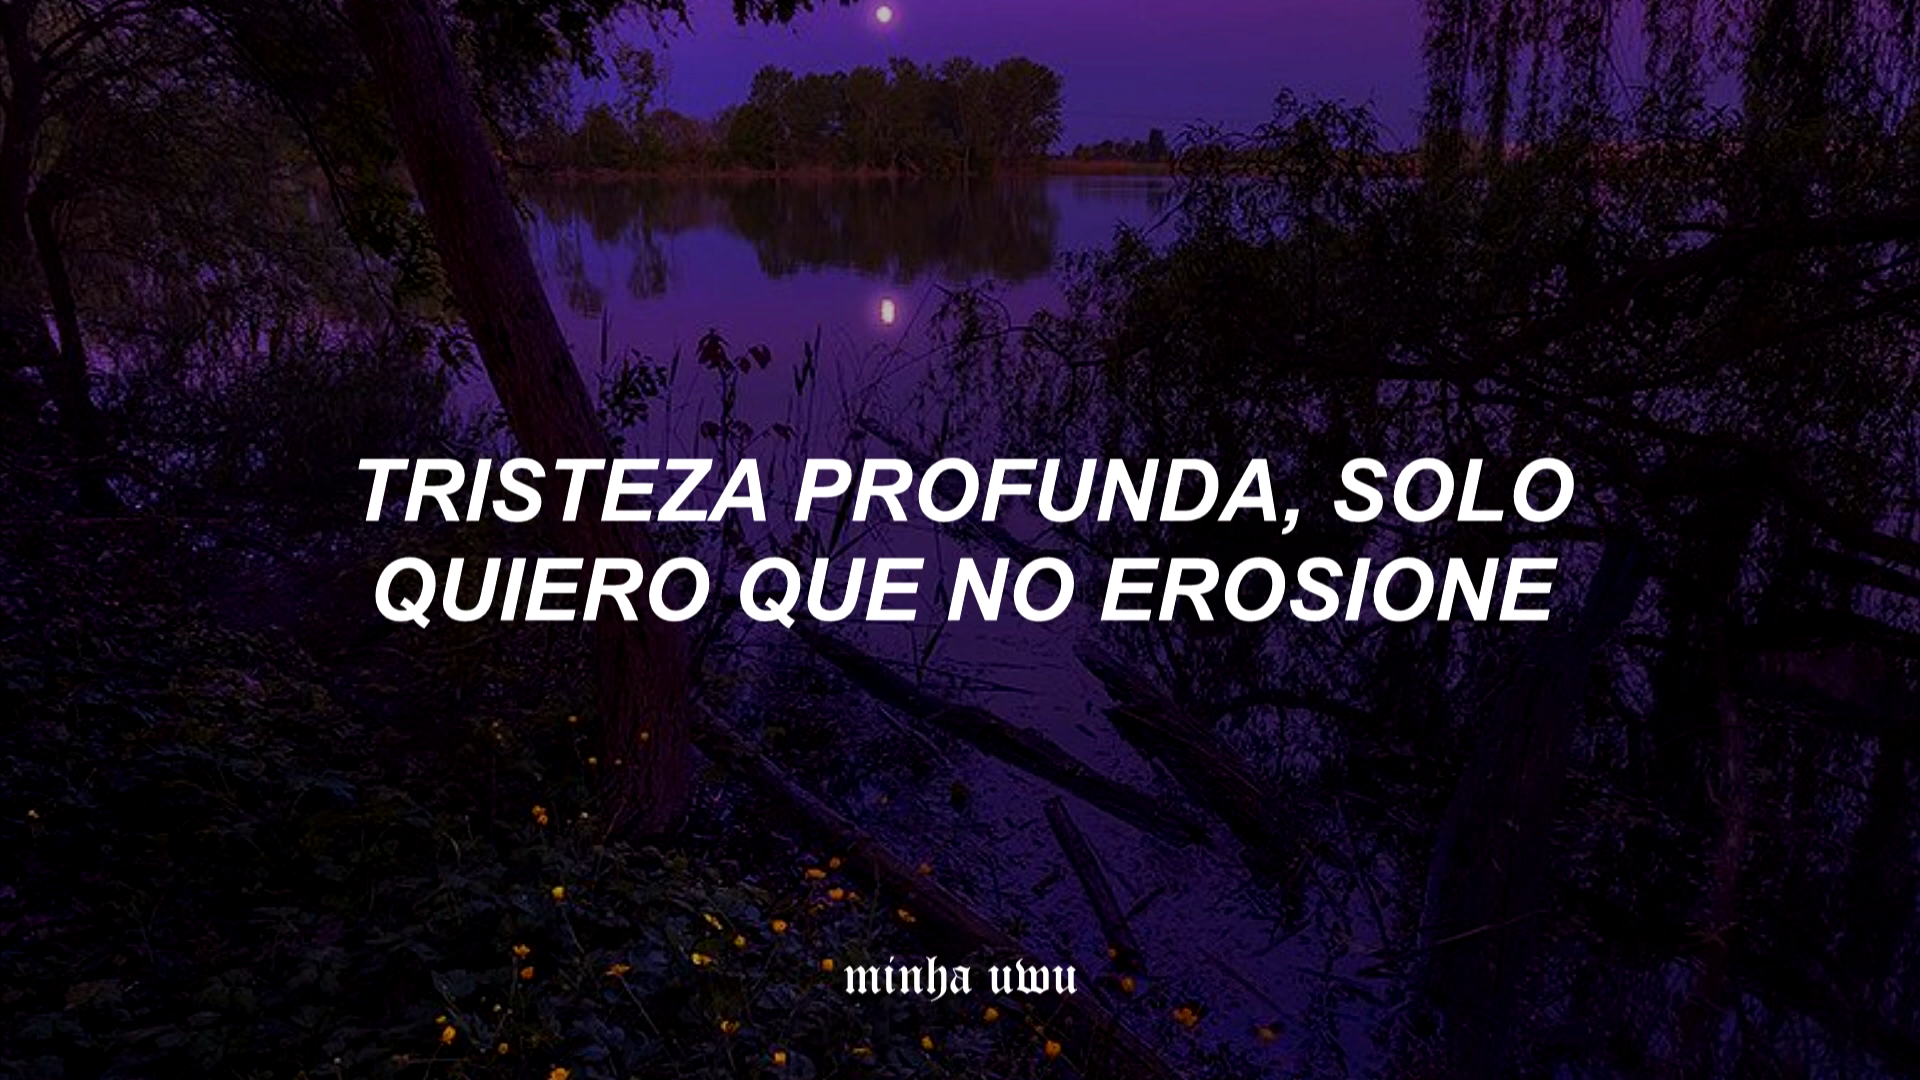 TRISTEZA PROFUNDA, SOLO
QUIERO QUE NO EROSIONE
minha uwu